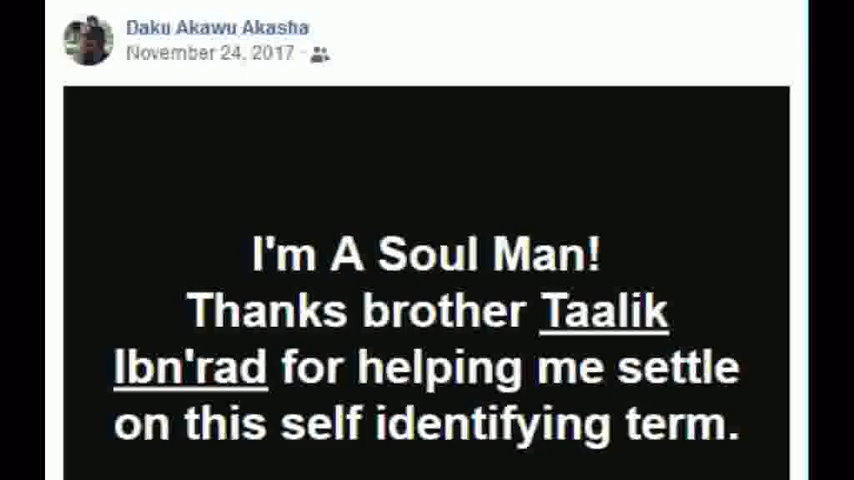 Daku Akawu Akasha
November 24, 2017 ·
I'm A Soul Man!
Thanks brother Taalik
Ibn'rad for helping me settle
on this self identifying term.